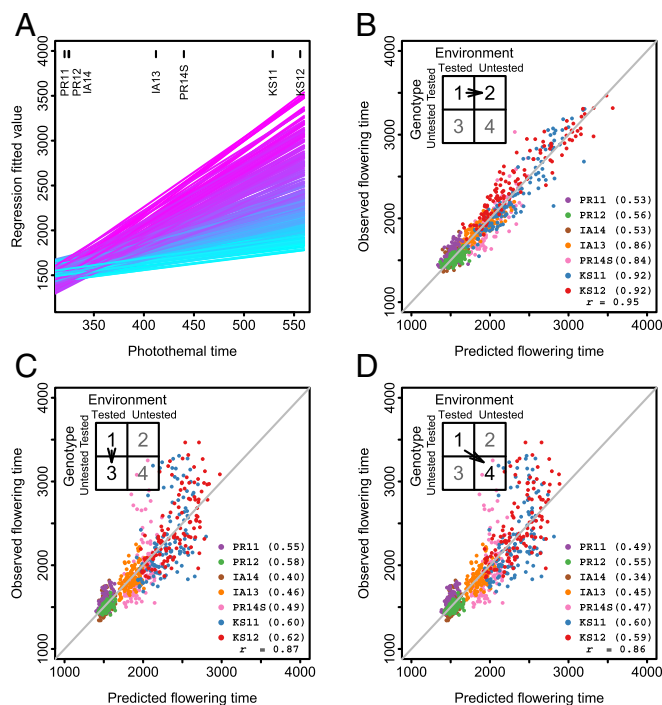 A
4000
3500
3000
2500
2000
1500
Regression fitted value
PR11
PR12
IA14
IA13
PR14S
KS11
KS12
350
400
450
500
550
Photothemal time
B
4000
3000
2000
1000
Observed flowering time
Environment
Tested Untested
Genotype
Untested Tested
1 2
3 4
PR11 (0.53)
PR12 (0.56)
IA14 (0.53)
IA13 (0.86)
PR14S (0.84)
KS11 (0.92)
KS12 (0.92)
r = 0.95
1000 2000 3000 4000
Predicted flowering time
C
4000
3000
2000
1000
Observed flowering time
Environment
Tested Untested
Genotype
Untested Tested
1 2
3 4
PR11 (0.55)
PR12 (0.58)
IA14 (0.40)
IA13 (0.46)
PR14S (0.49)
KS11 (0.60)
KS12 (0.62)
r = 0.87
1000 2000 3000 4000
Predicted flowering time
D
4000
3000
2000
1000
Observed flowering time
Environment
Tested Untested
Genotype
Untested Tested
1 2
3 4
PR11 (0.49)
PR12 (0.55)
IA14 (0.34)
IA13 (0.45)
PR14S (0.47)
KS11 (0.60)
KS12 (0.59)
r = 0.86
1000 2000 3000 4000
Predicted flowering time